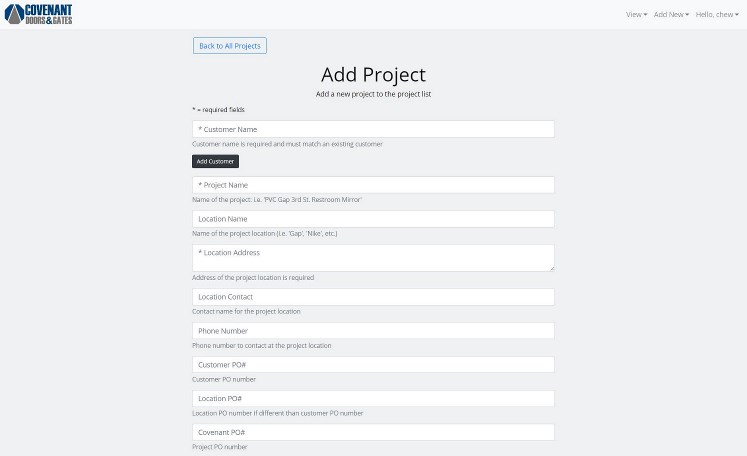 COVENANT
DOORS&GATES
View Add New Hello, chew
Back to All Projects
Add Project
Add a new project to the project list
* = required fields
* Customer Name
Customer name is required and must match an existing customer
Add Customer
* Project Name
Name of the project: i.e. 'PVC Gap 3rd St. Restroom Mirror'
Location Name
Name of the project location (i.e. 'Gap', 'Nike', etc.)
* Location Address
Address of the project location is required
Location Contact
Contact name for the project location
Phone Number
Phone number to contact at the project location
Customer PO#
Customer PO number
Location PO#
Location PO number if different than customer PO number
Covenant PO#
Project PO number